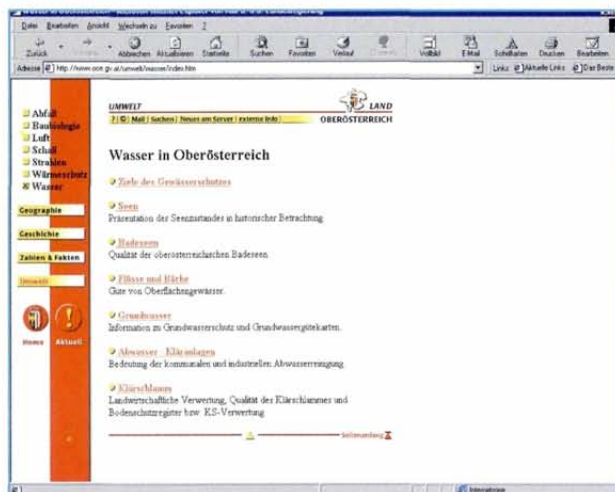 Datei Bearbeiten Ansicht Wechseln zu Favoriten ?
Zurück Abbrechen Aktualisieren Startseite Suchen Favoriten Verlauf Vollbild E-Mail Schriftarten Drucken Bearbeiten
Adresse http://www.ooe.gv.at/umwelt/wasser/index.htm Links Aktuelle Links Das Beste
UMWELT
LAND
OBERÖSTERREICH
? | © | Mail | Suchen | Neues am Server | externe Info |
Abfall
Baubiologie
Luft
Schall
Strahlen
Wärmeschutz
Wasser
Geographie
Geschichte
Zahlen & Fakten
Umwelt
Home Aktuell
Wasser in Oberösterreich
Ziele des Gewässerschutzes
Seen
Präsentation des Seenzustandes in historischer Betrachtung.
Badeseen
Qualität der oberösterreichischen Badeseen.
Flüsse und Bäche
Güte von Oberflächengewässer.
Grundwasser
Information zu Grundwasserschutz und Grundwassergütekarten.
Abwasser Kläranlagen
Bedeutung der kommunalen und industriellen Abwasserreinigung.
Klärschlamm
Landwirtschaftliche Verwertung, Qualität des Klärschlammes und
Bodenschutzregister bzw. KS-Verwertung.
Seitenanfang